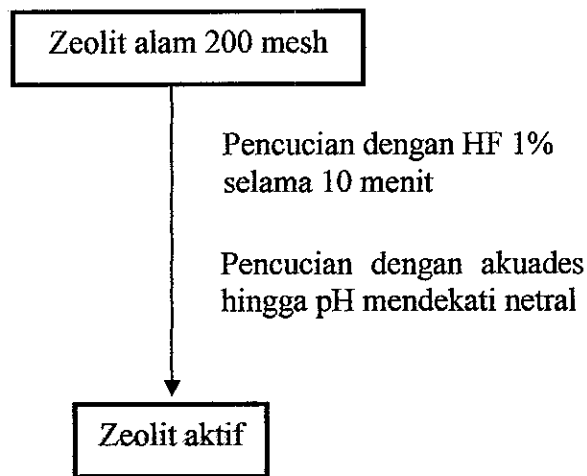 Zeolit alam 200 mesh
Pencucian dengan HF 1%
selama 10 menit
Pencucian dengan akuades
hingga pH mendekati netral
Zeolit aktif